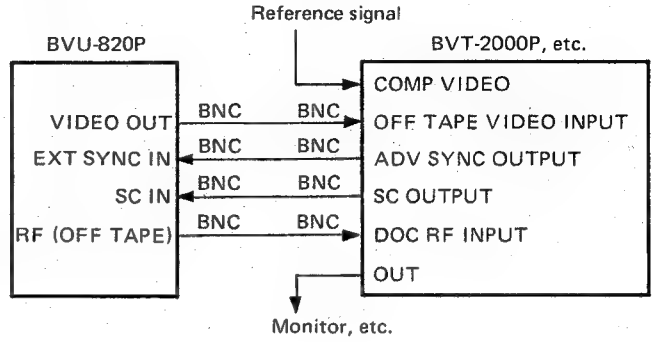 Reference signal
BVU-820P
BVT-2000P, etc.
COMP VIDEO
VIDEO OUT BNC BNC OFF TAPE VIDEO INPUT
EXT SYNC IN BNC BNC ADV SYNC OUTPUT
SC IN BNC BNC SC OUTPUT
RF (OFF TAPE) BNC BNC DOC RF INPUT
OUT
Monitor, etc.